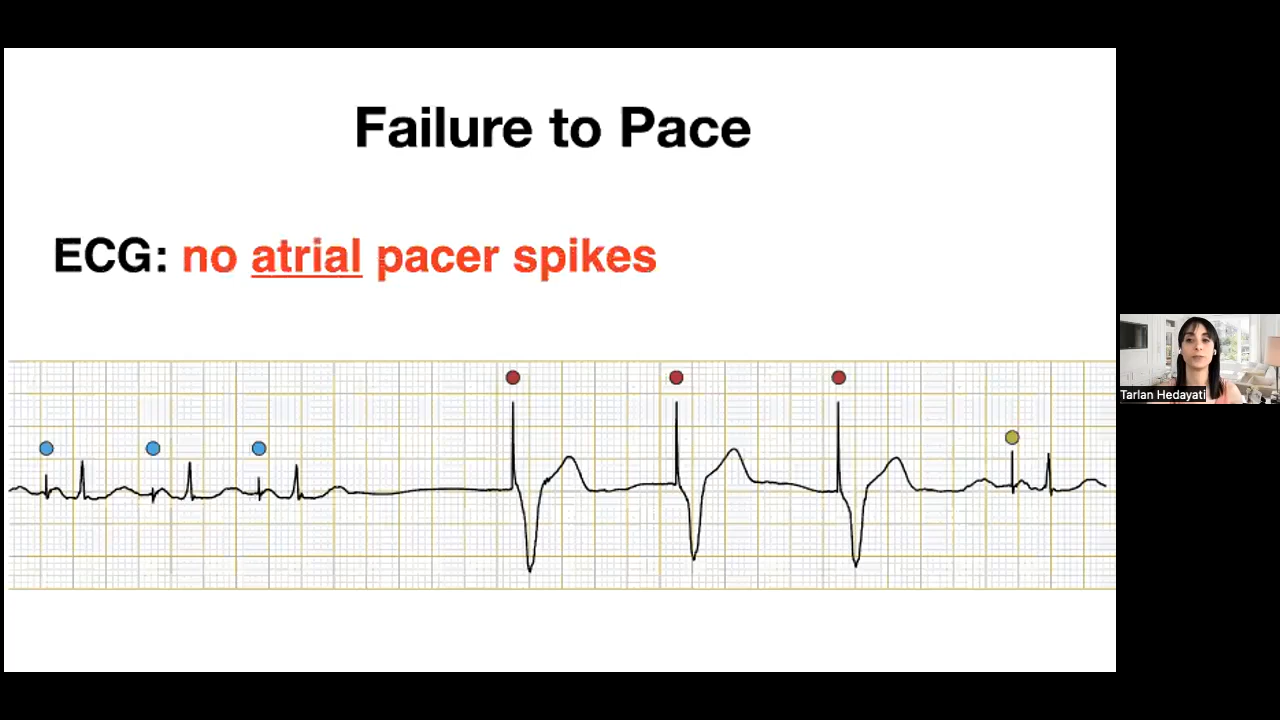 Failure to Pace
ECG: no atrial pacer spikes
Tarlan Hedayati